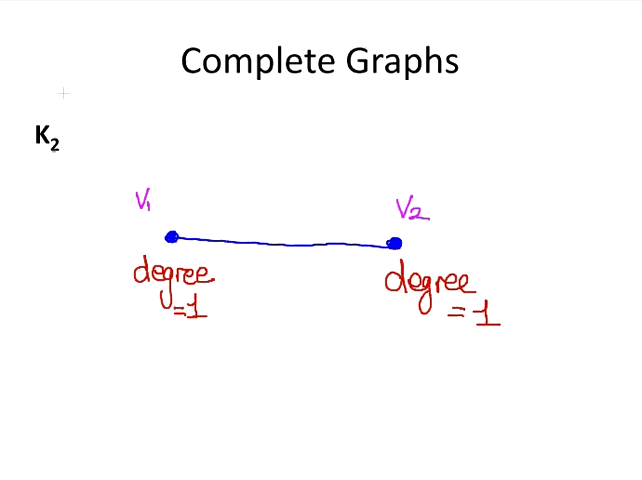 Complete Graphs
K₂
V₁ V₂
degree degree
=1 =1